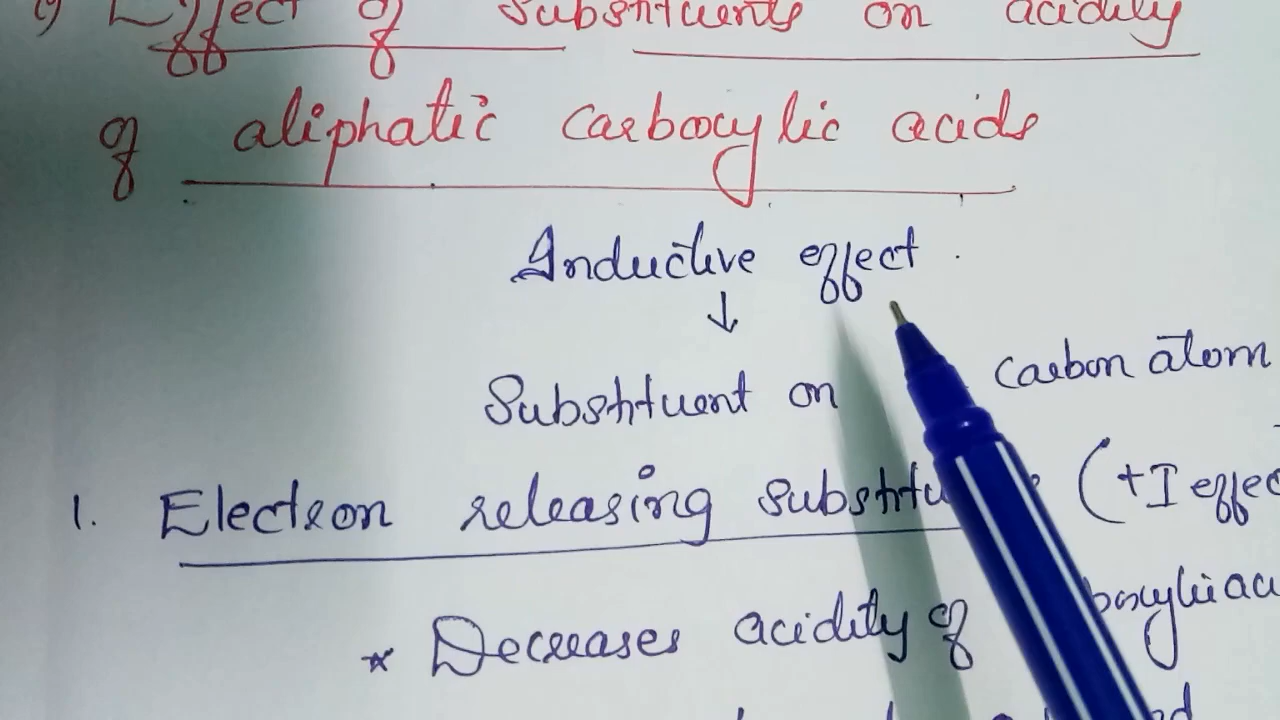 Effect of substituents on acidity
of aliphatic carboxylic acids
Inductive effect.
↓
Substituent on carbon atom
1. Electron releasing (+I effec
* Decreases acidity of